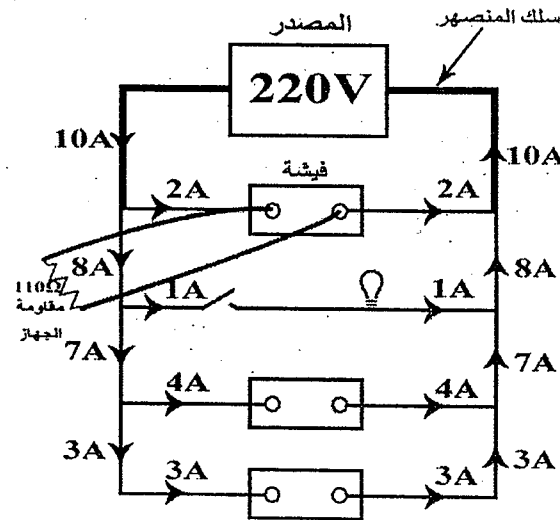 المصدر
سلك المنصهر
220V
10A
10A
فيشة
2A
2A
8A
8A
110Ω
مقاومة
الجهاز
1A
1A
7A
7A
4A
4A
3A
3A
3A
3A